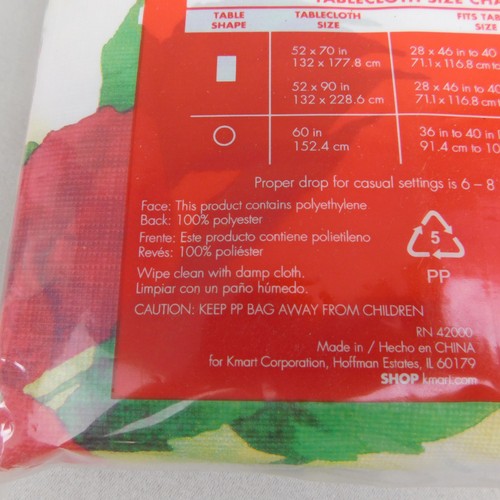 TABLECLOTH SIZE
TABLE SHAPE
TABLECLOTH SIZE
FITS
SIZE
52 x 70 in
132 x 177.8 cm
28 x 46 in to 40
71.1 x 116.8 cm to
52 x 90 in
132 x 228.6 cm
28 x 46 in to 40
71.1 x 116.8 cm
60 in
152.4 cm
36 in to 40 in
91.4 cm to 10
Proper drop for casual settings is 6 – 8
Face: This product contains polyethylene
Back: 100% polyester
Frente: Este producto contiene polietileno
Revés: 100% poliéster
Wipe clean with damp cloth.
Limpiar con un paño húmedo.
5
PP
CAUTION: KEEP PP BAG AWAY FROM CHILDREN
RN 42000
Made in / Hecho en CHINA
for Kmart Corporation, Hoffman Estates, IL 60179
SHOP kmart.com